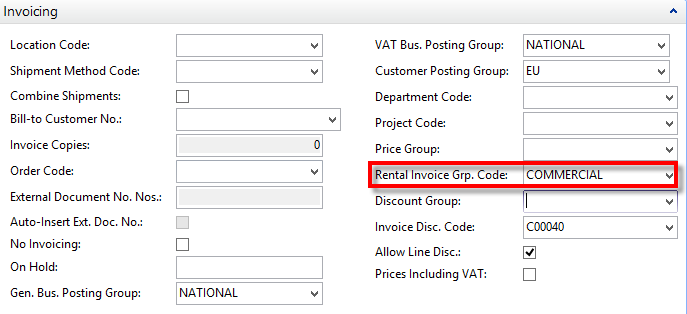 Invoicing
Location Code:
Shipment Method Code:
Combine Shipments:
Bill-to Customer No.:
Invoice Copies: 0
Order Code:
External Document No. Nos.:
Auto-Insert Ext. Doc. No.:
No Invoicing:
On Hold:
Gen. Bus. Posting Group: NATIONAL
VAT Bus. Posting Group: NATIONAL
Customer Posting Group: EU
Department Code:
Project Code:
Price Group:
Rental Invoice Grp. Code: COMMERCIAL
Discount Group:
Invoice Disc. Code: C00040
Allow Line Disc.:
Prices Including VAT: